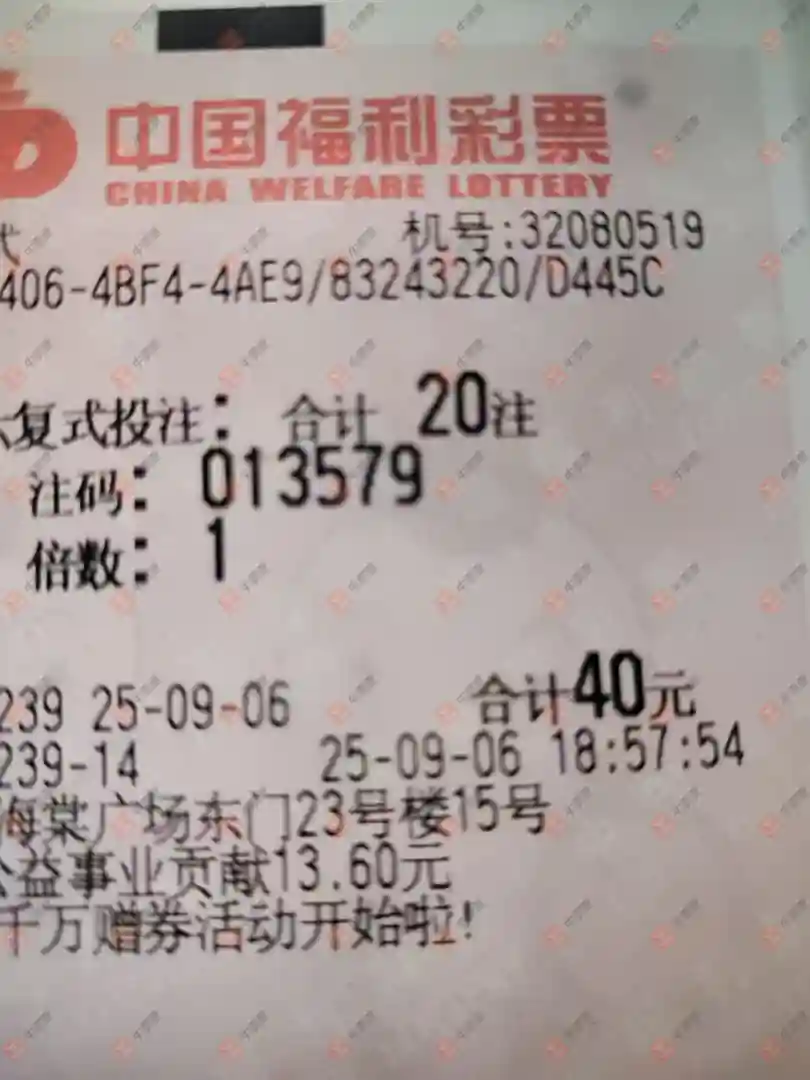 中国福利彩票
CHINA WELFARE LOTTERY
机号:32080519
406-4BF4-4AE9/83243220/D445C
复式投注: 合计 20注
注码: 013579
倍数: 1
239 25-09-06 合计40元
239-14 25-09-06 18:57:54
海棠广场东门23号楼15号
公益事业贡献13.60元
千万赠券活动开始啦!